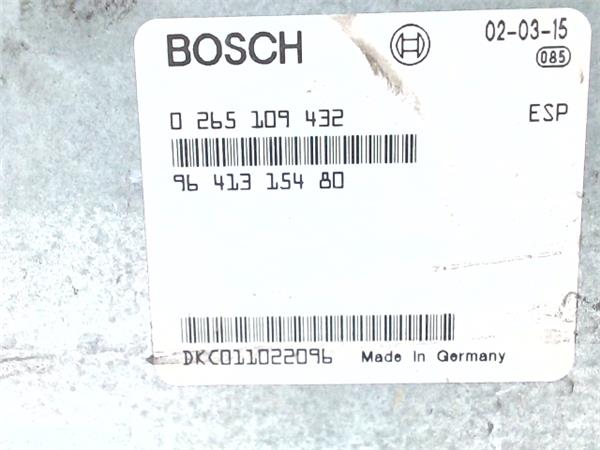 BOSCH
02-03-15
085
0 265 109 432
ESP
96 413 154 80
DKC011022096 Made In Germany